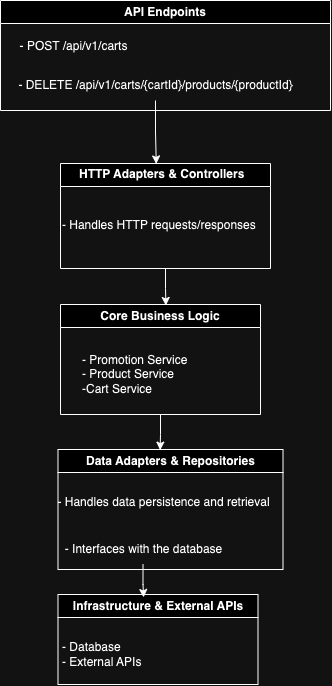 API Endpoints
- POST /api/v1/carts
- DELETE /api/v1/carts/{cartId}/products/{productId}
HTTP Adapters & Controllers
- Handles HTTP requests/responses
Core Business Logic
- Promotion Service
- Product Service
-Cart Service
Data Adapters & Repositories
- Handles data persistence and retrieval
- Interfaces with the database
Infrastructure & External APIs
- Database
- External APIs